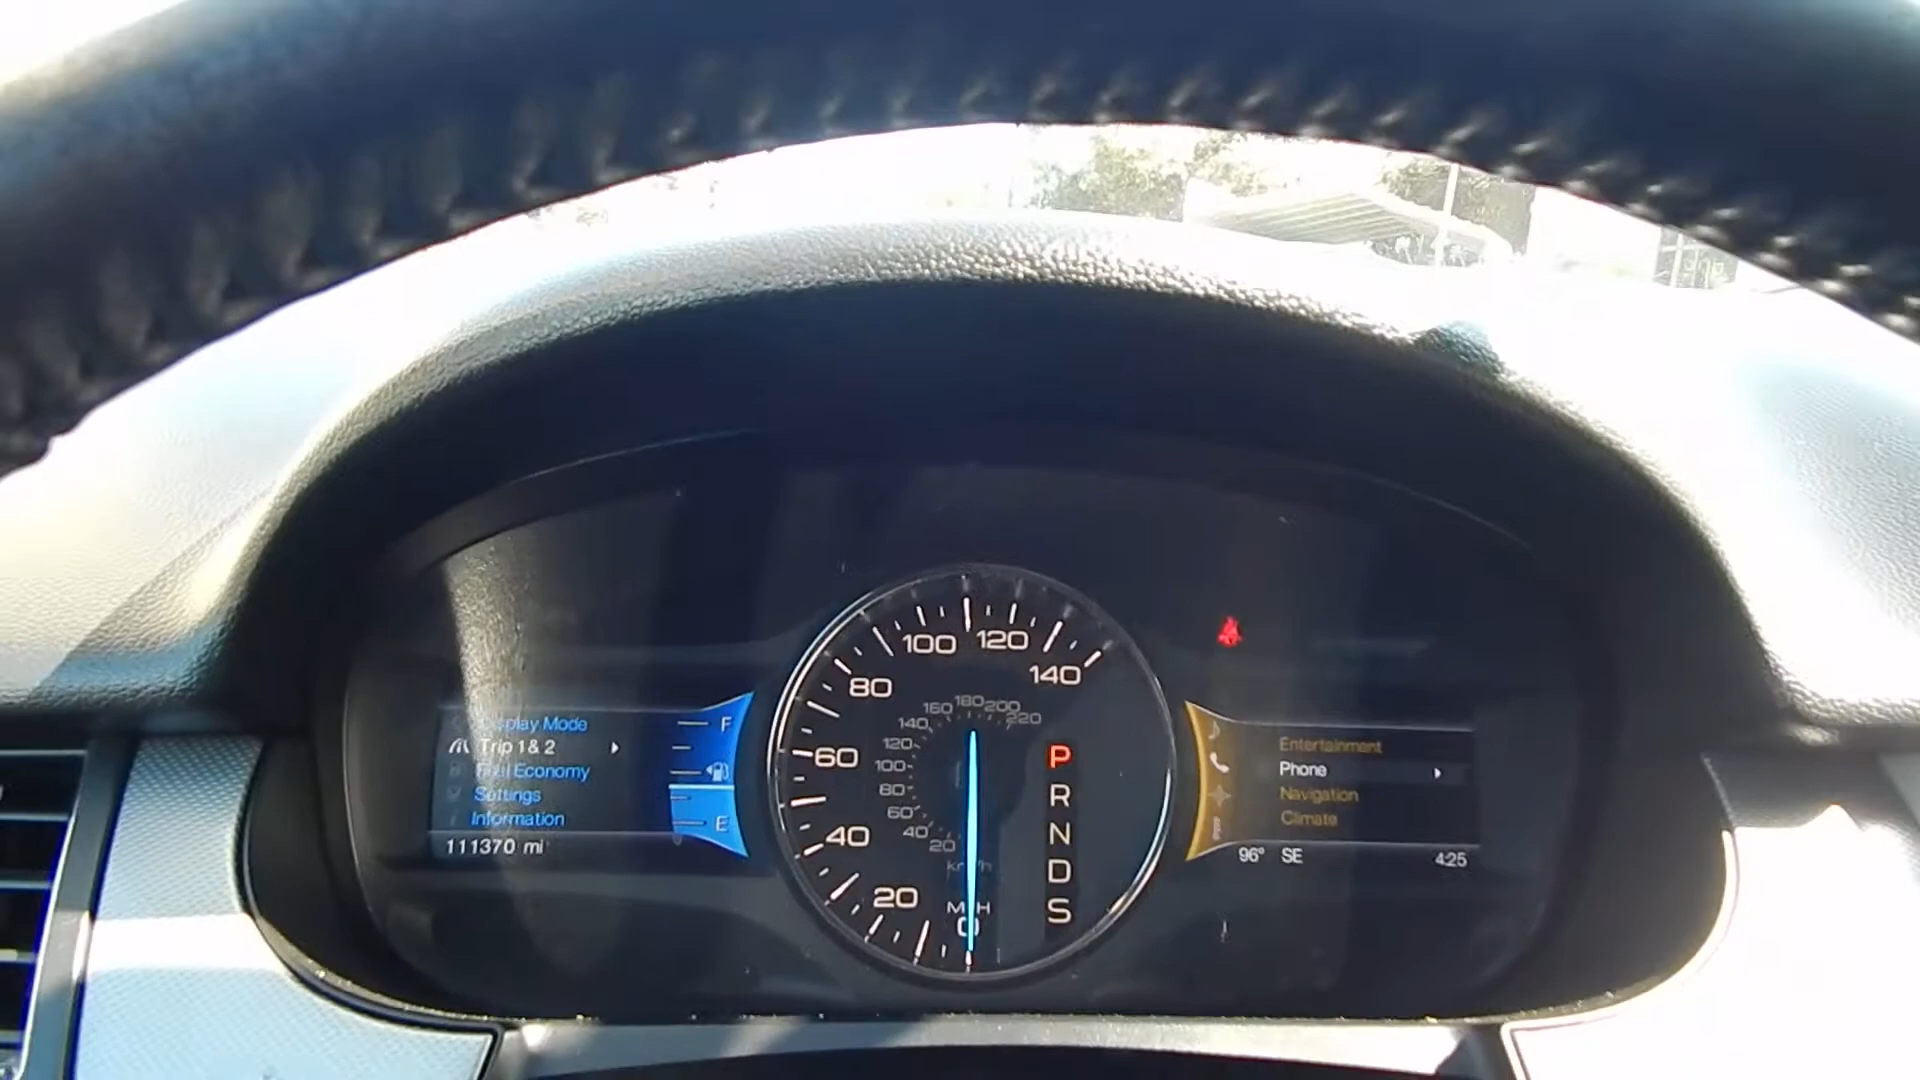 Display Mode
Trip 1 & 2
Fuel Economy
Settings
Information
111370 mi
F
E
20
40
60
80
100
120
140
20
40
60
80
100
120
140
160
180
200
220
km/h
MPH
0
P
R
N
D
S
Entertainment
Phone
Navigation
Climate
96° SE 4:25